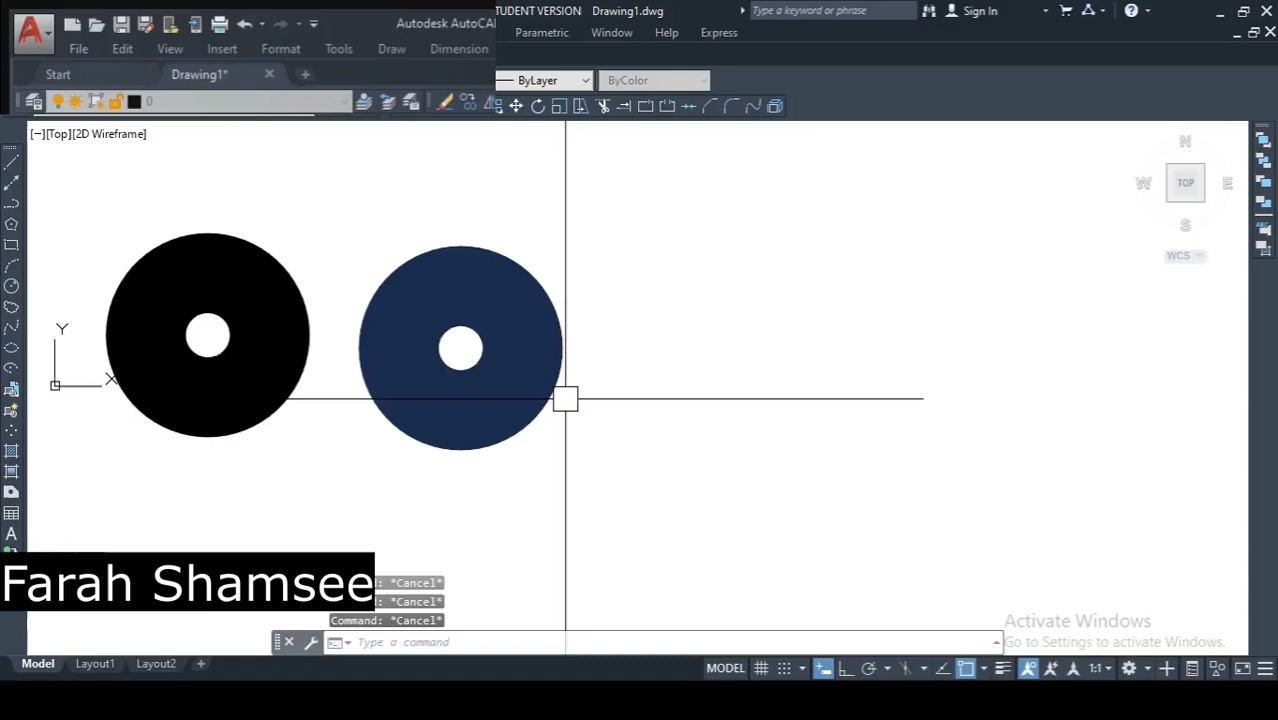 Autodesk AutoCA
STUDENT VERSION Drawing1.dwg
Type a keyword or phrase
Sign In
File Edit View Insert Format Tools Draw Dimension
Parametric Window Help Express
Start Drawing1*
ByLayer ByColor
0
[−][Top][2D Wireframe]
N
W TOP E
S
WCS
Y
X
Farah Shamsee
: *Cancel*
: *Cancel*
Command: *Cancel*
Type a command
Activate Windows
Go to Settings to activate Windows.
Model Layout1 Layout2 +
MODEL 1:1